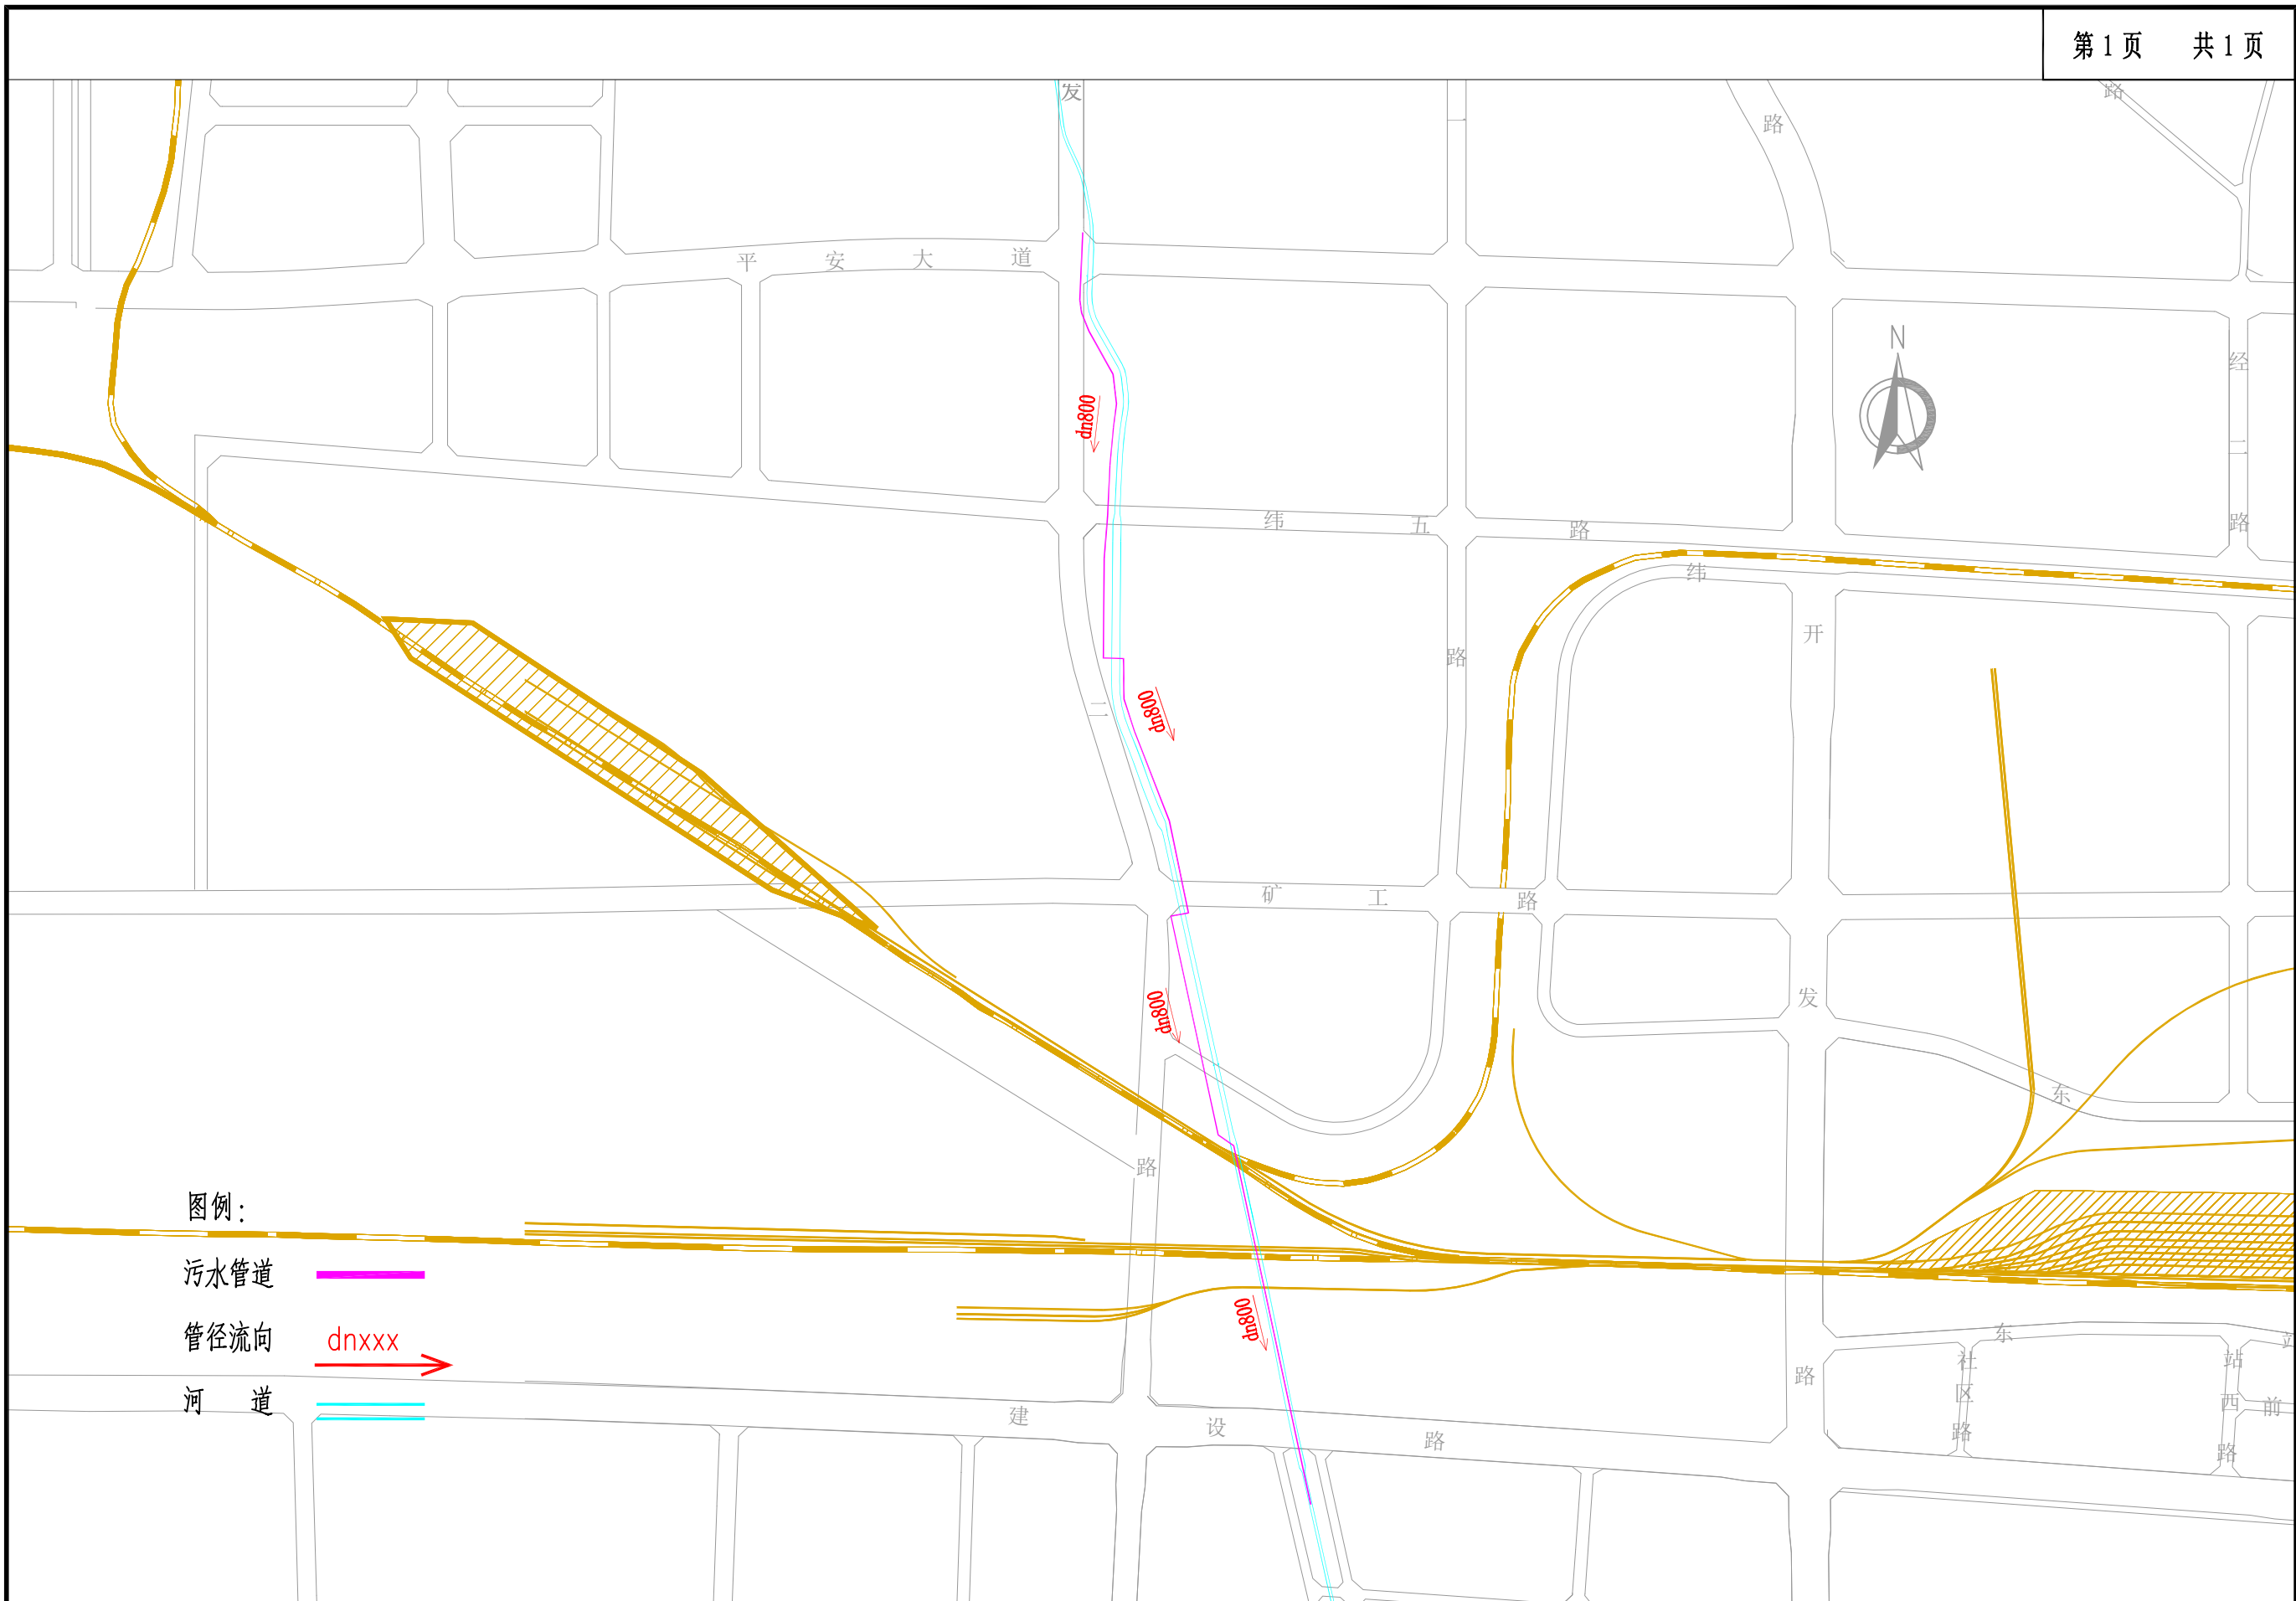 第 1 页 共 1 页
发
一
路
路
平安大道
N
经二路
dn800
纬五路
纬
开
路
二
dn800
矿工路
发
dn800
东
路
图例：
污水管道
管径流向 dnxxx
河 道
dn800
东
社区路
站西路
前
路
建设路